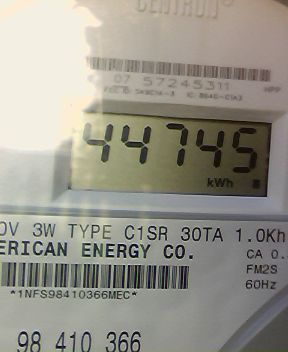 CENTRON®
07 57245311
44745
kWh
0V 3W TYPE C1SR 30TA 1.0Kh
ERICAN ENERGY CO.
CA 0.
FM2S
*1NFS98410366MEC*
60Hz
98 410 366